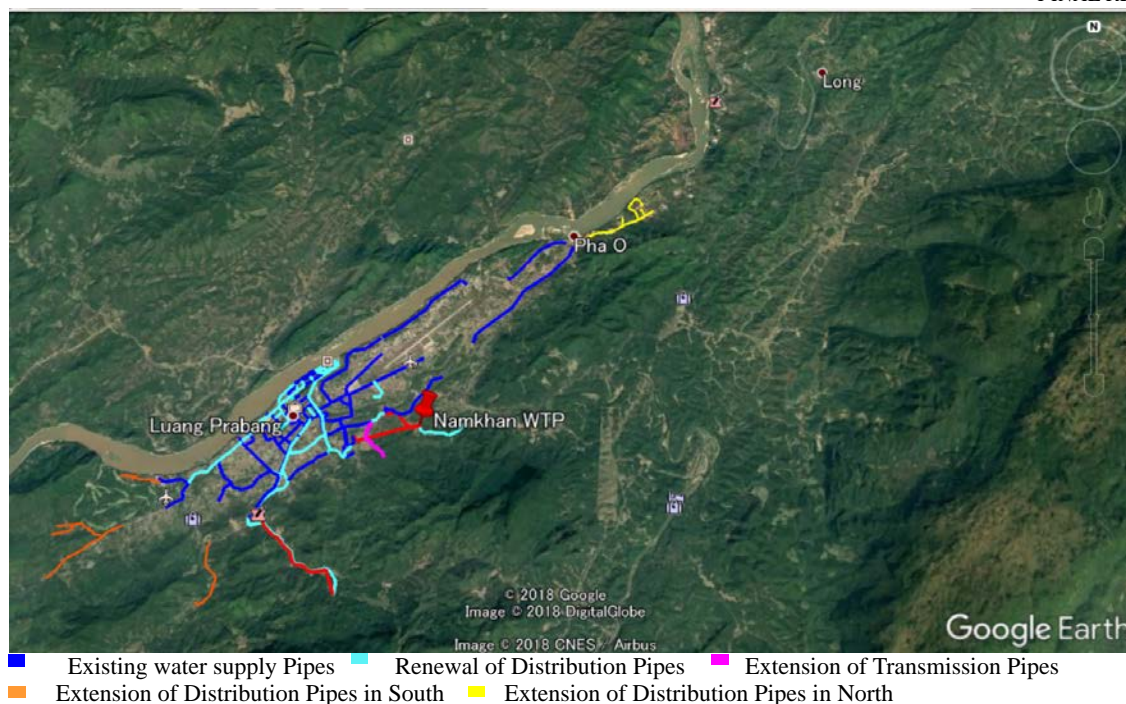 N
Long
Pha O
Luang Prabang
Namkhan WTP
© 2018 Google
Image © 2018 DigitalGlobe
Image © 2018 CNES / Airbus
Google Earth
Existing water supply Pipes Renewal of Distribution Pipes Extension of Transmission Pipes
Extension of Distribution Pipes in South Extension of Distribution Pipes in North